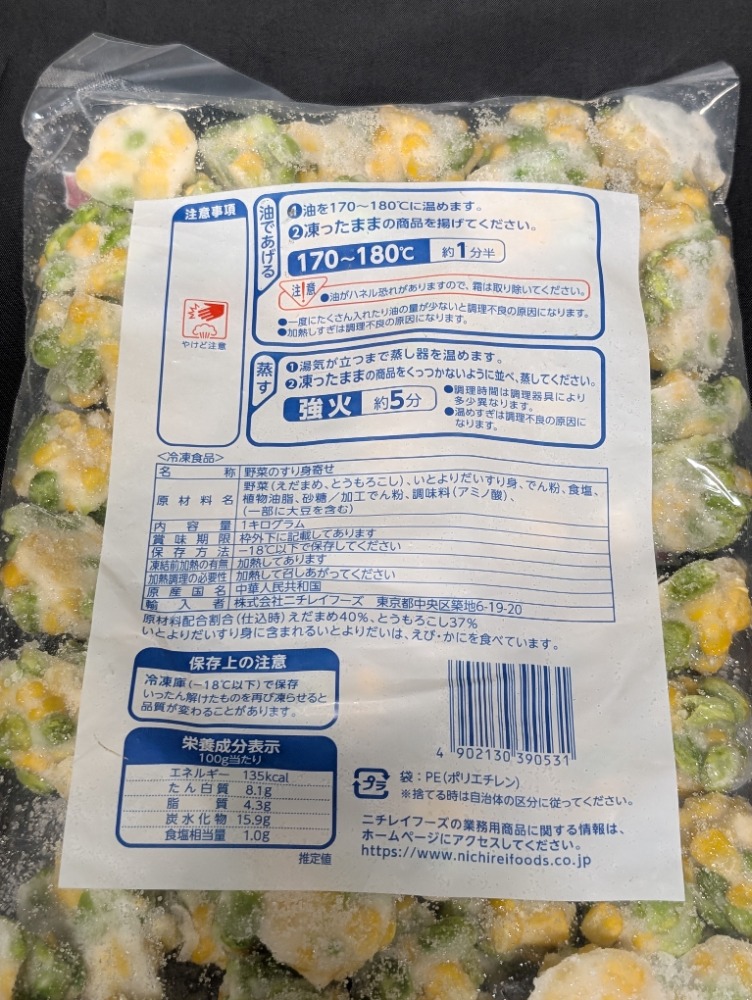 注意事項
やけど注意
油であげる
❶油を170〜180℃に温めます。
❷凍ったままの商品を揚げてください。
170〜180℃ 約1分半
注!意
●油がハネル恐れがありますので、霜は取り除いてください。
●一度にたくさん入れたり油の量が少ないと調理不良の原因になります。
●加熱しすぎは調理不良の原因になります。
蒸す
❶湯気が立つまで蒸し器を温めます。
❷凍ったままの商品をくっつかないように並べ、蒸してください。
強火 約5分
●調理時間は調理器具により
多少異なります。
●温めすぎは調理不良の原因に
なります。
〈冷凍食品〉
名称 野菜のすり身寄せ
原材料名 野菜(えだまめ、とうもろこし)、いとよりだいすり身、でん粉、食塩、
植物油脂、砂糖/加工でん粉、調味料(アミノ酸)、
(一部に大豆を含む)
内容量 1キログラム
賞味期限 枠外下に記載してあります
保存方法 -18℃以下で保存してください
凍結前加熱の有無 加熱してあります
加熱調理の必要性 加熱して召しあがってください
原産国名 中華人民共和国
輸入者 株式会社ニチレイフーズ 東京都中央区築地6-19-20
原材料配合割合(仕込時)えだまめ40%、とうもろこし37%
いとよりだいすり身に含まれるいとよりだいは、えび・かにを食べています。
保存上の注意
冷凍庫(-18℃以下)で保存
いったん解けたものを再び凍らせると
品質が変わることがあります。
栄養成分表示
100g当たり
エネルギー 135kcal
たん白質 8.1g
脂質 4.3g
炭水化物 15.9g
食塩相当量 1.0g
推定値
4 902130 390531
プラ
袋:PE(ポリエチレン)
※捨てる時は自治体の区分に従ってください。
ニチレイフーズの業務用商品に関する情報は、
ホームページにアクセスしてください。
https://www.nichireifoods.co.jp